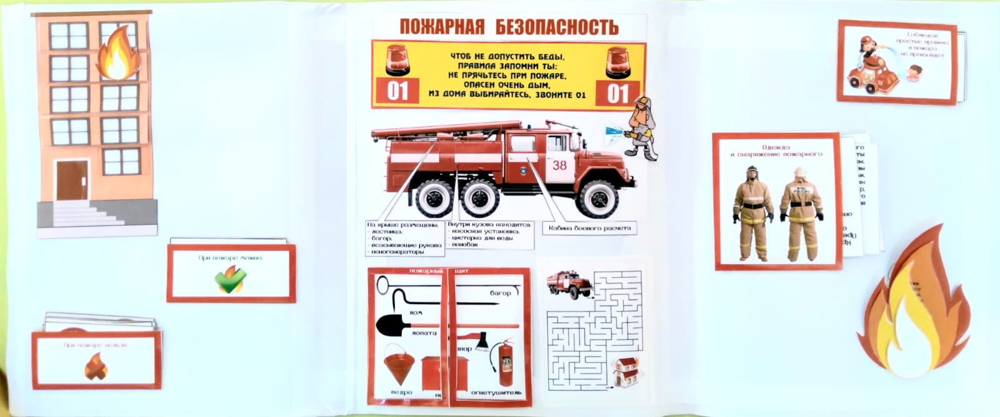 ПОЖАРНАЯ БЕЗОПАСНОСТЬ
ЧТОБ НЕ ДОПУСТИТЬ БЕДЫ,
ПРАВИЛА ЗАПОМНИ ТЫ:
НЕ ПРЯЧЬТЕСЬ ПРИ ПОЖАРЕ,
ОПАСЕН ОЧЕНЬ ДЫМ,
ИЗ ДОМА ВЫБИРАЙТЕСЬ, ЗВОНИТЕ 01
01
01
38
На крыше размещены:
- лестница;
- багор;
- всасывающие рукава
- пеногенераторы
Внутри кузова находится:
- насосная установка;
- цистерна для воды
- пенобак
Кабина боевого расчета
При пожаре можно:
При пожаре нельзя:
пожарный щит
багор
лом
лопата
ведро
огнетушитель
Соблюдай
простые правила
и пожара
не произойдет
Одежда
и снаряжение пожарного
МЧС
РОССИИ